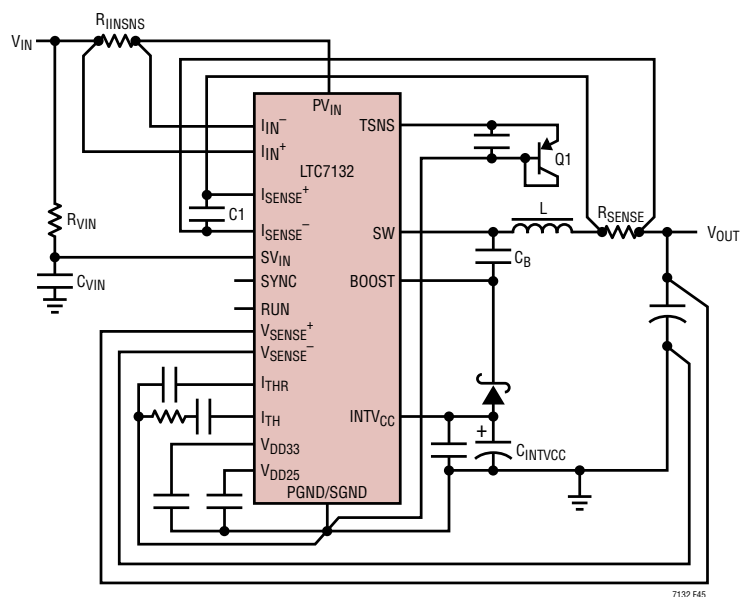 RIINSNS
VIN
PVIN
IIN–
IIN+
LTC7132
TSNS
Q1
ISENSE+
C1
ISENSE–
RVIN
SW
L
RSENSE
VOUT
SVIN
CB
CVIN
SYNC
BOOST
RUN
VSENSE+
VSENSE–
ITHR
ITH
INTVCC
+
CINTVCC
VDD33
VDD25
PGND/SGND
7132 F45